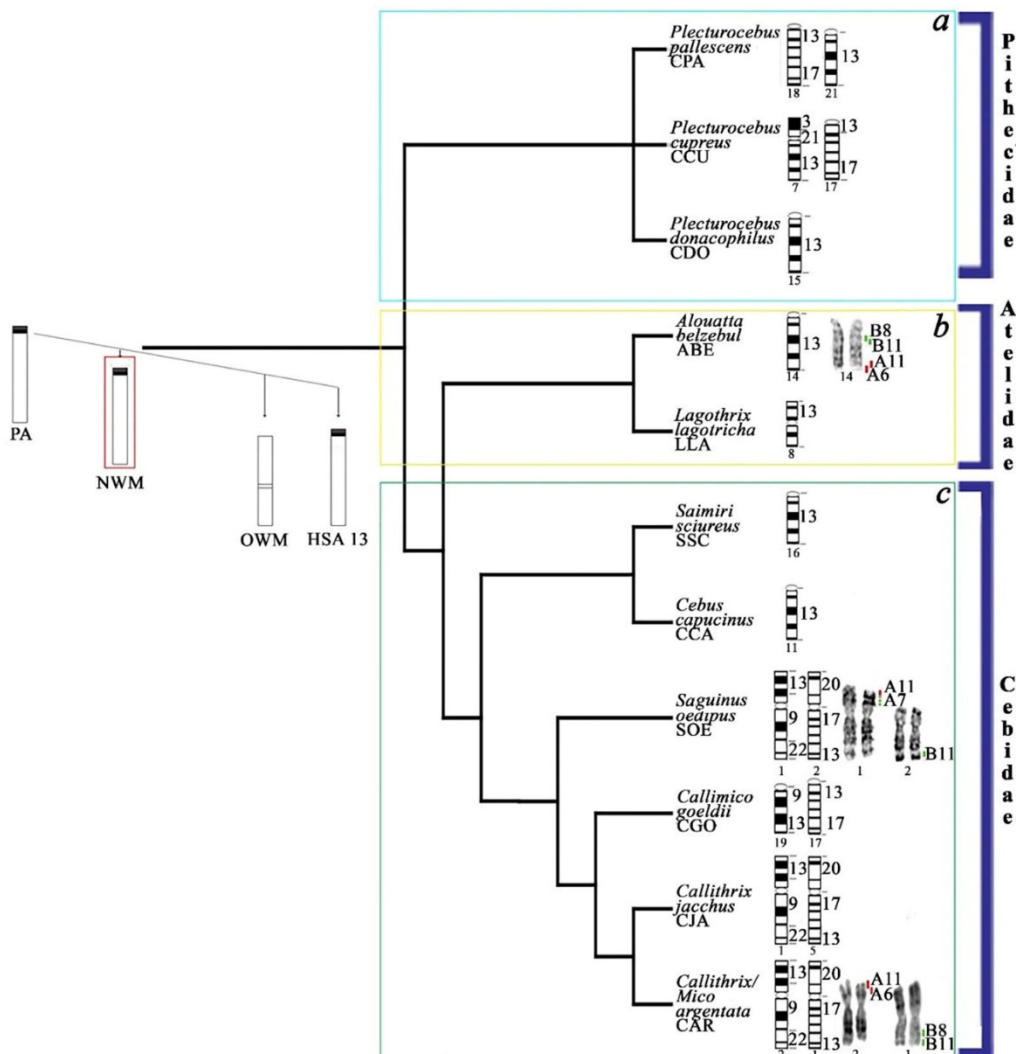 a
Plecturocebus
pallescens
CPA
13
17
18
13
21
Plecturocebus
cupreus
CCU
3
21
13
7
13
17
17
Plecturocebus
donacophilus
CDO
13
15
Pithecidae
PA
NWM
OWM
HSA 13
b
Alouatta
belzebul
ABE
13
14
14
B8
B11
A11
A6
Lagothrix
lagotricha
LLA
13
8
Atelidae
c
Saimiri
sciureus
SSC
13
16
Cebus
capucinus
CCA
13
11
Saguinus
oedipus
SOE
13
9
22
1
20
17
13
2
A11
A7
1
B11
2
Callimico
goeldii
CGO
9
13
19
13
17
17
Callithrix
jacchus
CJA
13
9
22
1
20
17
13
5
Callithrix/
Mico
argentata
CAR
13
9
22
20
17
13
A11
A6
B8
B11
Cebidae